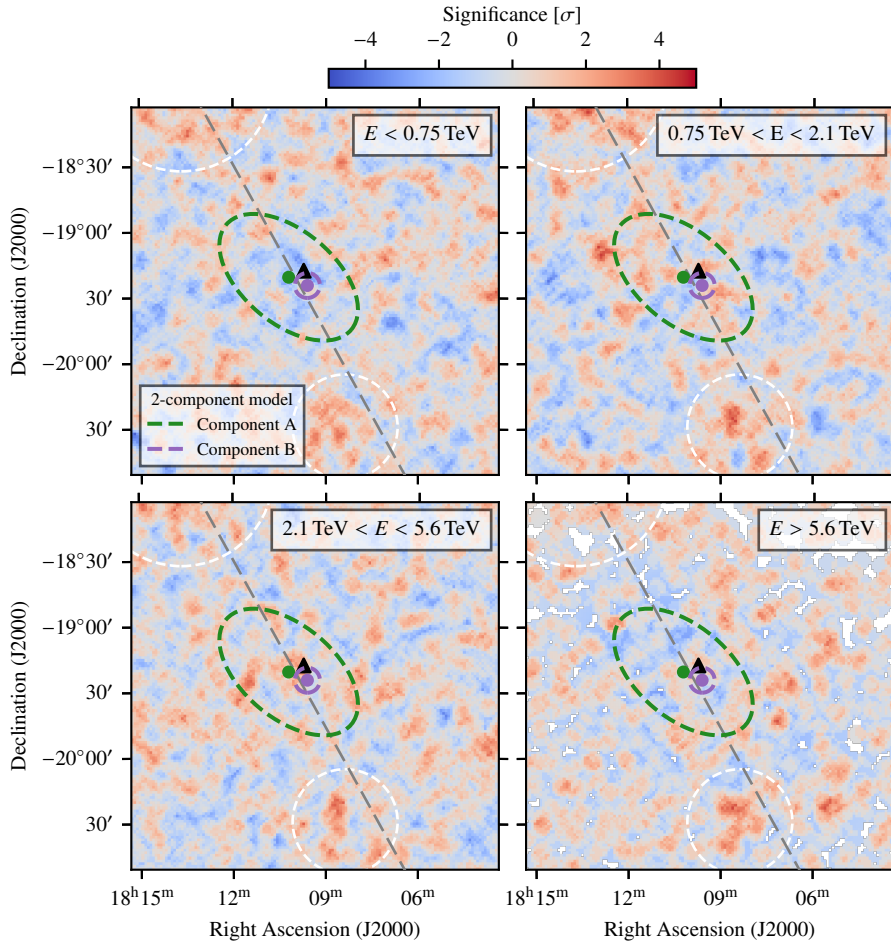 Significance [σ]
−4 −2 0 2 4
E < 0.75 TeV
0.75 TeV < E < 2.1 TeV
Declination (J2000)
−18°30′
−19°00′
30′
−20°00′
30′
2-component model
Component A
Component B
2.1 TeV < E < 5.6 TeV
E > 5.6 TeV
Declination (J2000)
−18°30′
−19°00′
30′
−20°00′
30′
18ʰ15ᵐ 12ᵐ 09ᵐ 06ᵐ
12ᵐ 09ᵐ 06ᵐ
Right Ascension (J2000)
Right Ascension (J2000)